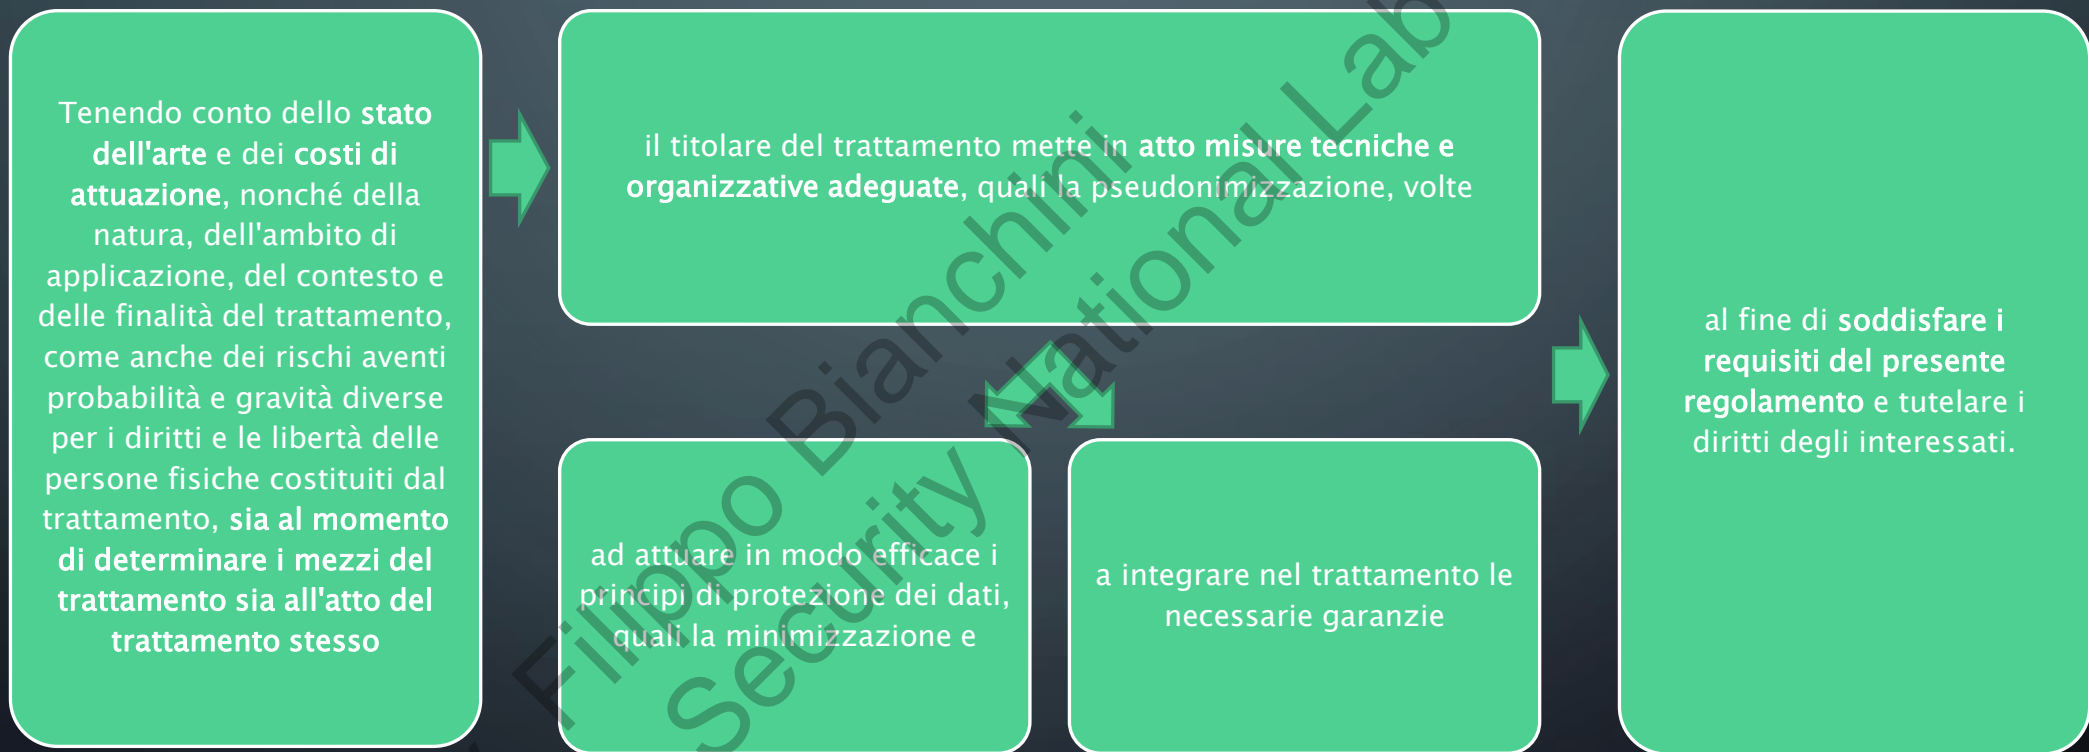 Tenendo conto dello stato
dell'arte e dei costi di
attuazione, nonché della
natura, dell'ambito di
applicazione, del contesto e
delle finalità del trattamento,
come anche dei rischi aventi
probabilità e gravità diverse
per i diritti e le libertà delle
persone fisiche costituiti dal
trattamento, sia al momento
di determinare i mezzi del
trattamento sia all'atto del
trattamento stesso
il titolare del trattamento mette in atto misure tecniche e
organizzative adeguate, quali la pseudonimizzazione, volte
ad attuare in modo efficace i
principi di protezione dei dati,
quali la minimizzazione e
a integrare nel trattamento le
necessarie garanzie
al fine di soddisfare i
requisiti del presente
regolamento e tutelare i
diritti degli interessati.
Filippo Bianchini
Security National Lab